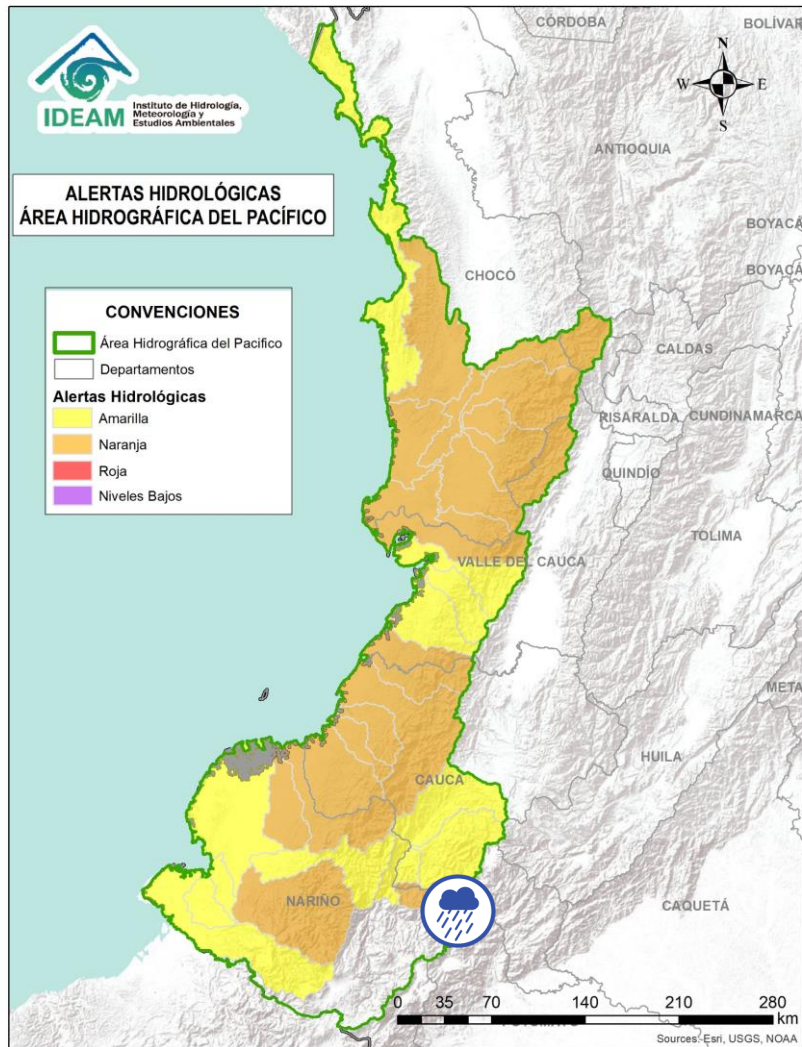 IDEAM
Instituto de Hidrología,
Meteorología y
Estudios Ambientales
ALERTAS HIDROLÓGICAS
ÁREA HIDROGRÁFICA DEL PACÍFICO
CONVENCIONES
Área Hidrográfica del Pacifico
Departamentos
Alertas Hidrológicas
Amarilla
Naranja
Roja
Niveles Bajos
N
W
E
S
CÓRDOBA
BOLÍVAR
ANTIOQUIA
BOYACÁ
CHOCÓ
BOYACÁ
CALDAS
RISARALDA
CUNDINAMARCA
QUINDÍO
TOLIMA
VALLE DEL CAUCA
META
HUILA
CAUCA
NARIÑO
CAQUETÁ
0 35 70 140 210 280
km
Sources: Esri, USGS, NOAA